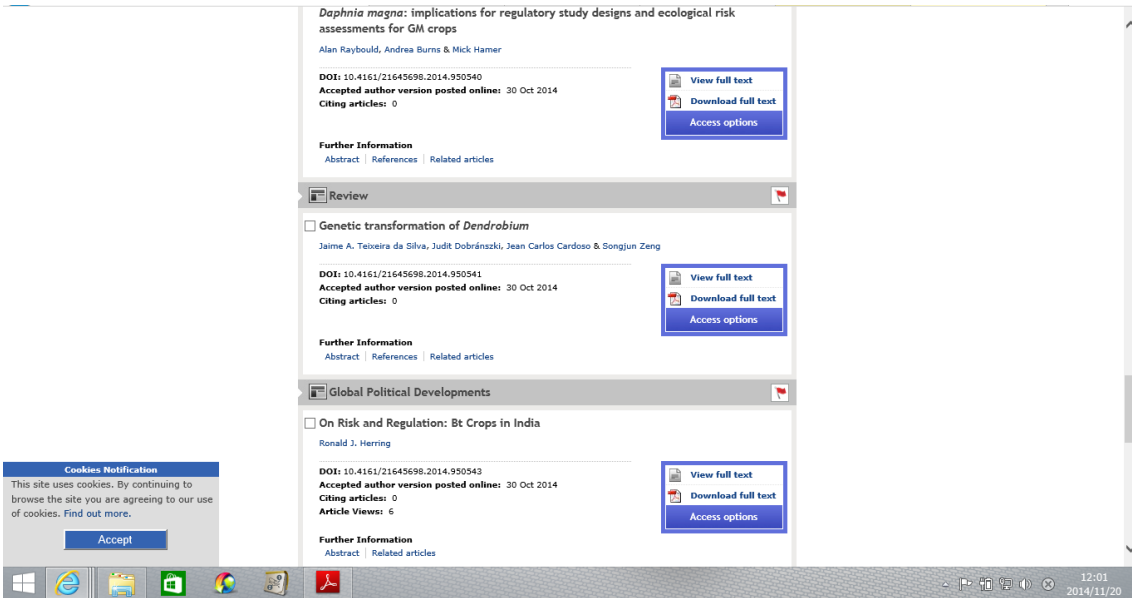 Daphnia magna: implications for regulatory study designs and ecological risk
assessments for GM crops
Alan Raybould, Andrea Burns & Mick Hamer
DOI: 10.4161/21645698.2014.950540
Accepted author version posted online: 30 Oct 2014
Citing articles: 0
View full text
Download full text
Access options
Further Information
Abstract | References | Related articles
Review
Genetic transformation of Dendrobium
Jaime A. Teixeira da Silva, Judit Dobránszki, Jean Carlos Cardoso & Songjun Zeng
DOI: 10.4161/21645698.2014.950541
Accepted author version posted online: 30 Oct 2014
Citing articles: 0
View full text
Download full text
Access options
Further Information
Abstract | References | Related articles
Global Political Developments
On Risk and Regulation: Bt Crops in India
Ronald J. Herring
DOI: 10.4161/21645698.2014.950543
Accepted author version posted online: 30 Oct 2014
Citing articles: 0
Article Views: 6
View full text
Download full text
Access options
Further Information
Abstract | Related articles
Cookies Notification
This site uses cookies. By continuing to
browse the site you are agreeing to our use
of cookies. Find out more.
Accept
12:01
2014/11/20